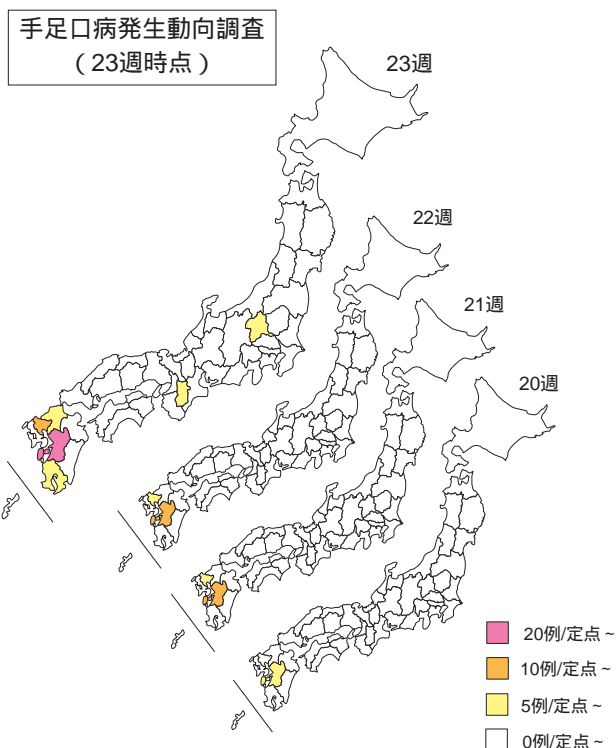 手足口病発生動向調査
(23週時点)
23週
22週
21週
20週
20例/定点~
10例/定点~
5例/定点~
0例/定点~